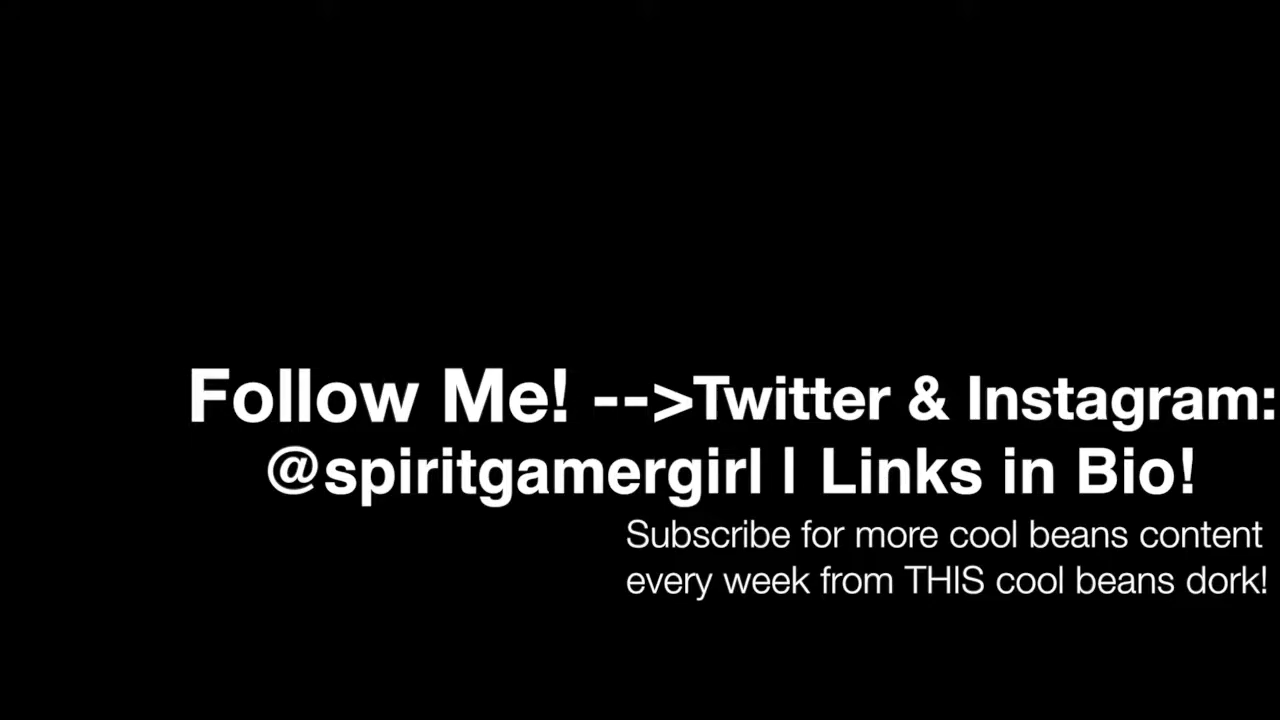 Follow Me! -->Twitter & Instagram:
@spiritgamergirl | Links in Bio!
Subscribe for more cool beans content
every week from THIS cool beans dork!